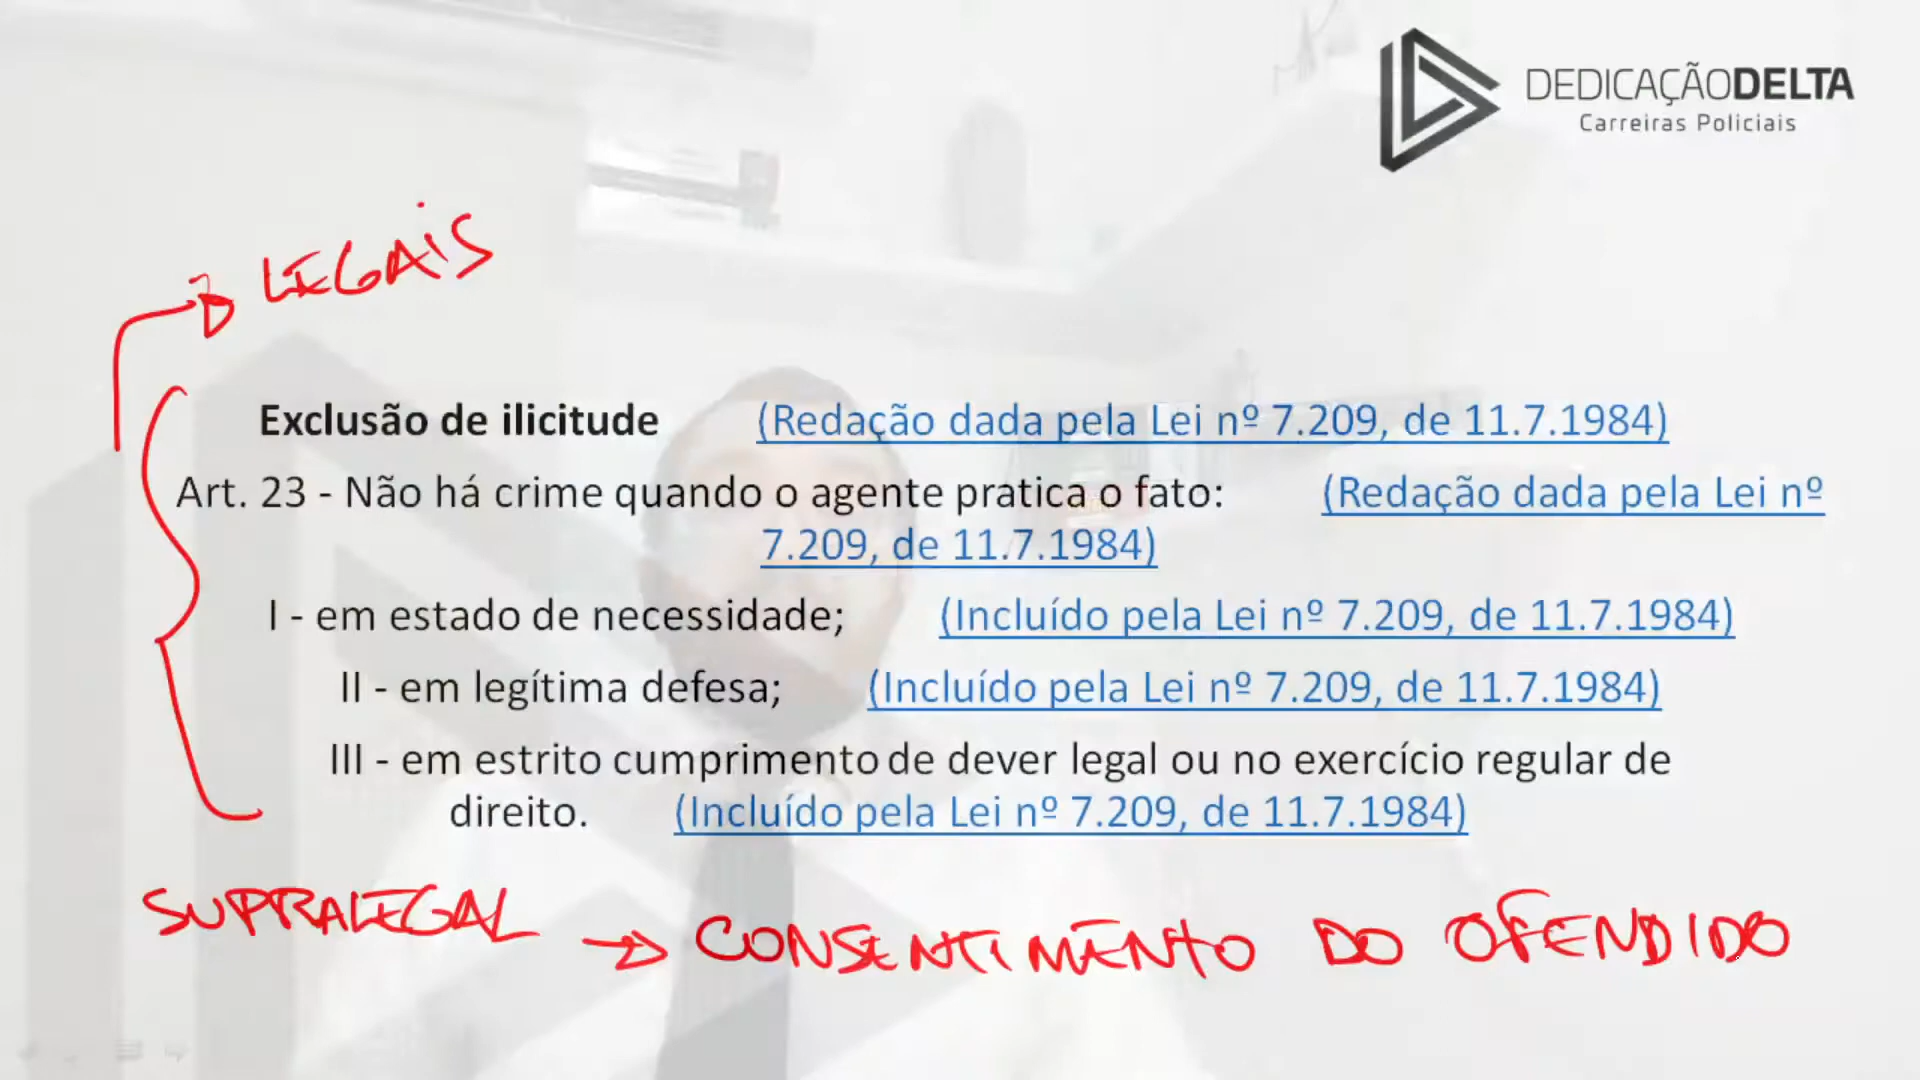 DEDICAÇÃODELTA
Carreiras Policiais
LEGAIS
Exclusão de ilicitude (Redação dada pela Lei nº 7.209, de 11.7.1984)
Art. 23 - Não há crime quando o agente pratica o fato: (Redação dada pela Lei nº
7.209, de 11.7.1984)
I - em estado de necessidade; (Incluído pela Lei nº 7.209, de 11.7.1984)
II - em legítima defesa; (Incluído pela Lei nº 7.209, de 11.7.1984)
III - em estrito cumprimento de dever legal ou no exercício regular de
direito. (Incluído pela Lei nº 7.209, de 11.7.1984)
SUPRALEGAL → CONSENTIMENTO DO OFENDIDO